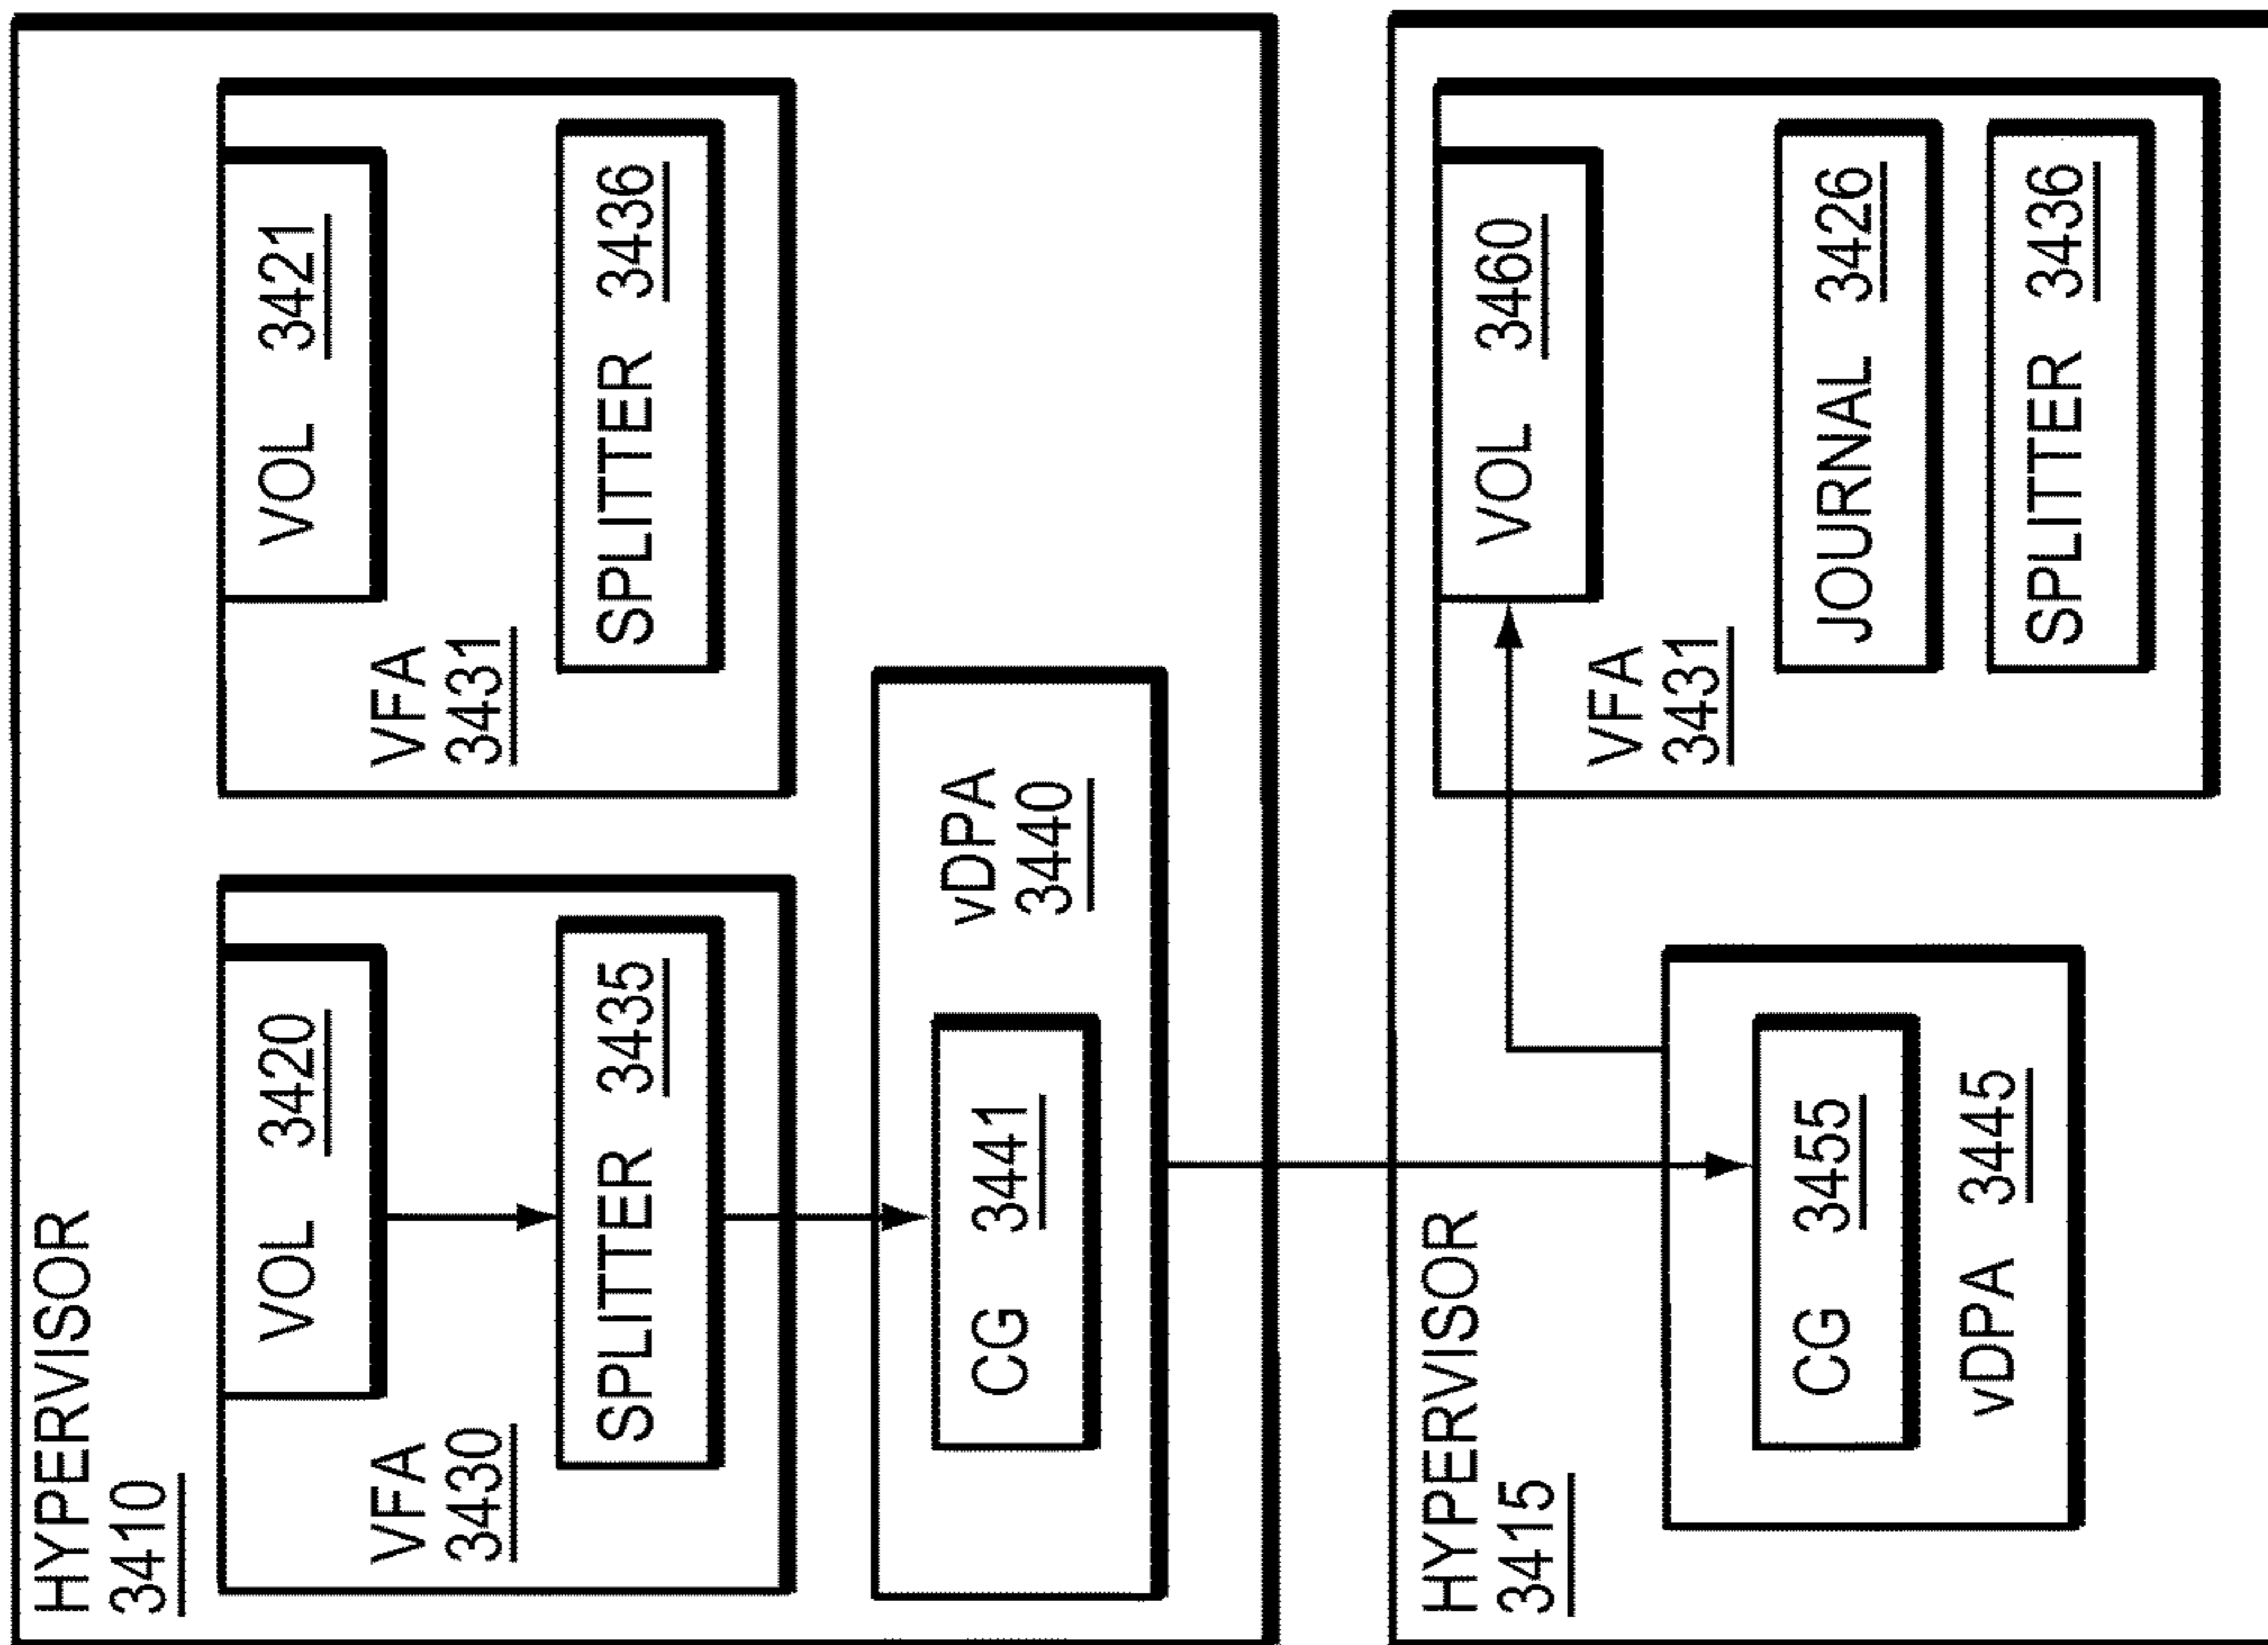 HYPERVISOR
3410
VOL 3420
VFA
3430
SPLITTER 3435
VOL 3421
VFA
3431
SPLITTER 3436
vDPA
3440
CG 3441
HYPERVISOR
3415
CG 3455
vDPA 3445
VOL 3460
VFA
3431
JOURNAL 3426
SPLITTER 3436